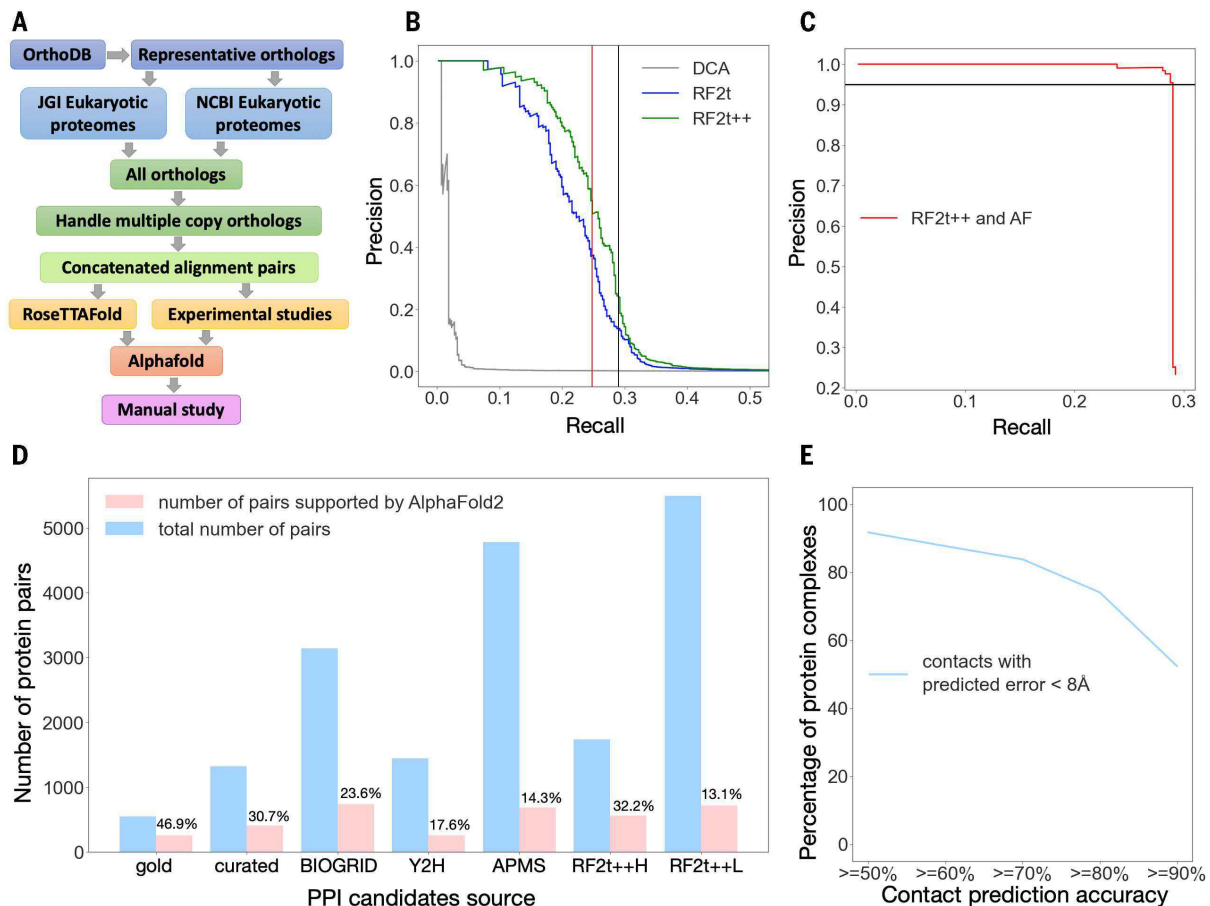 A
OrthoDB
Representative orthologs
JGI Eukaryotic
proteomes
NCBI Eukaryotic
proteomes
All orthologs
Handle multiple copy orthologs
Concatenated alignment pairs
RoseTTAFold
Experimental studies
Alphafold
Manual study
B
Precision
1.0
0.8
0.6
0.4
0.2
0.0
DCA
RF2t
RF2t++
0.0 0.1 0.2 0.3 0.4 0.5
Recall
C
Precision
1.0
0.9
0.8
0.7
0.6
0.5
0.4
0.3
0.2
RF2t++ and AF
0.0 0.1 0.2 0.3
Recall
D
Number of protein pairs
5000
4000
3000
2000
1000
0
number of pairs supported by AlphaFold2
total number of pairs
46.9%
30.7%
23.6%
17.6%
14.3%
32.2%
13.1%
gold curated BIOGRID Y2H APMS RF2t++H RF2t++L
PPI candidates source
E
Percentage of protein complexes
100
80
60
40
20
0
contacts with
predicted error < 8Å
>=50% >=60% >=70% >=80% >=90%
Contact prediction accuracy